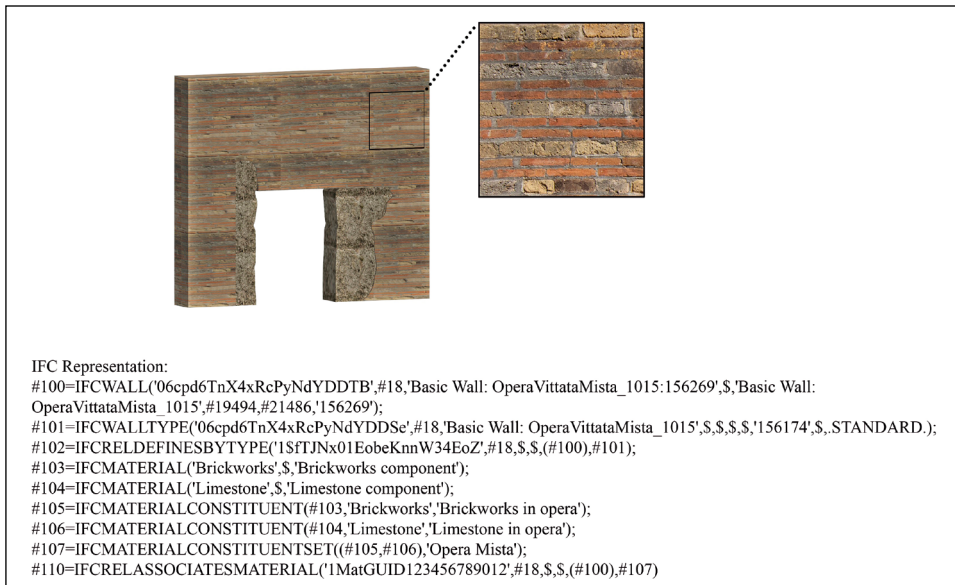 IFC Representation:
#100=IFCWALL('06cpd6TnX4xRcPyNdYDDTB',#18,'Basic Wall: OperaVittataMista_1015:156269',$,'Basic Wall:
OperaVittataMista_1015',#19494,#21486,'156269');
#101=IFCWALLTYPE('06cpd6TnX4xRcPyNdYDDSe',#18,'Basic Wall: OperaVittataMista_1015',$,$,$,$,'156174',$,.STANDARD.);
#102=IFCRELDEFINESBYTYPE('1$fTJNx01EobeKnnW34EoZ',#18,$,$,(#100),#101);
#103=IFCMATERIAL('Brickworks',$,'Brickworks component');
#104=IFCMATERIAL('Limestone',$,'Limestone component');
#105=IFCMATERIALCONSTITUENT(#103,'Brickworks','Brickworks in opera');
#106=IFCMATERIALCONSTITUENT(#104,'Limestone','Limestone in opera');
#107=IFCMATERIALCONSTITUENTSET((#105,#106),'Opera Mista');
#110=IFCRELASSOCIATESMATERIAL('1MatGUID123456789012',#18,$,$,(#100),#107)